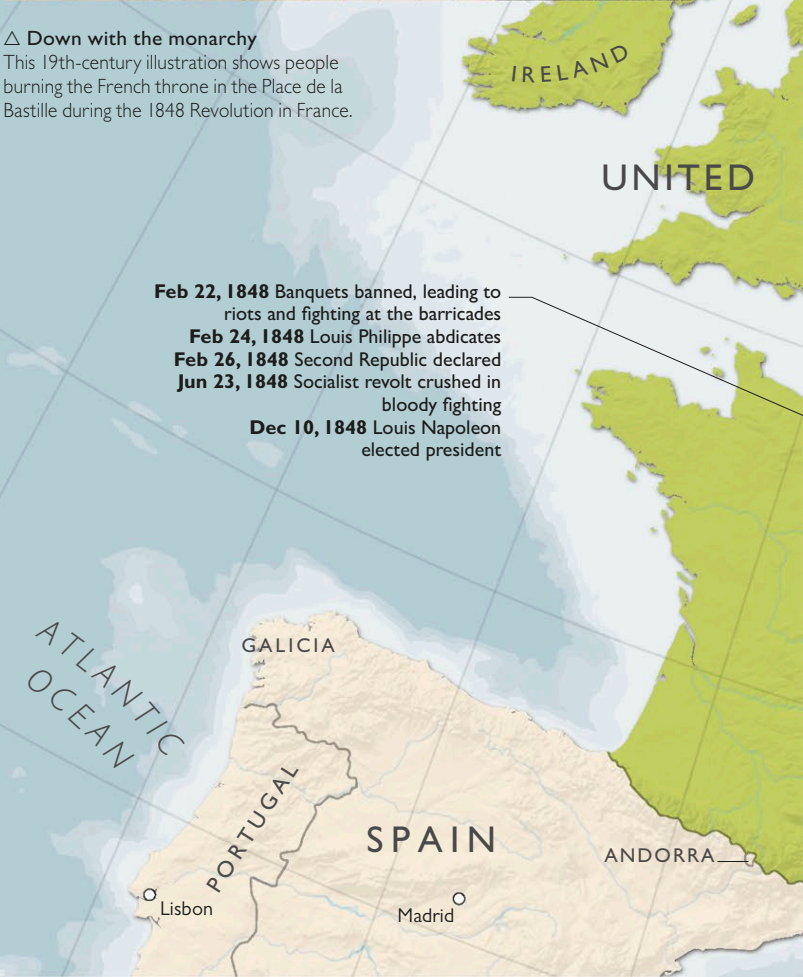 △ Down with the monarchy
This 19th-century illustration shows people
burning the French throne in the Place de la
Bastille during the 1848 Revolution in France.
IRELAND
UNITED
Feb 22, 1848 Banquets banned, leading to
riots and fighting at the barricades
Feb 24, 1848 Louis Philippe abdicates
Feb 26, 1848 Second Republic declared
Jun 23, 1848 Socialist revolt crushed in
bloody fighting
Dec 10, 1848 Louis Napoleon
elected president
ATLANTIC
OCEAN
GALICIA
PORTUGAL
SPAIN
ANDORRA
Lisbon
Madrid